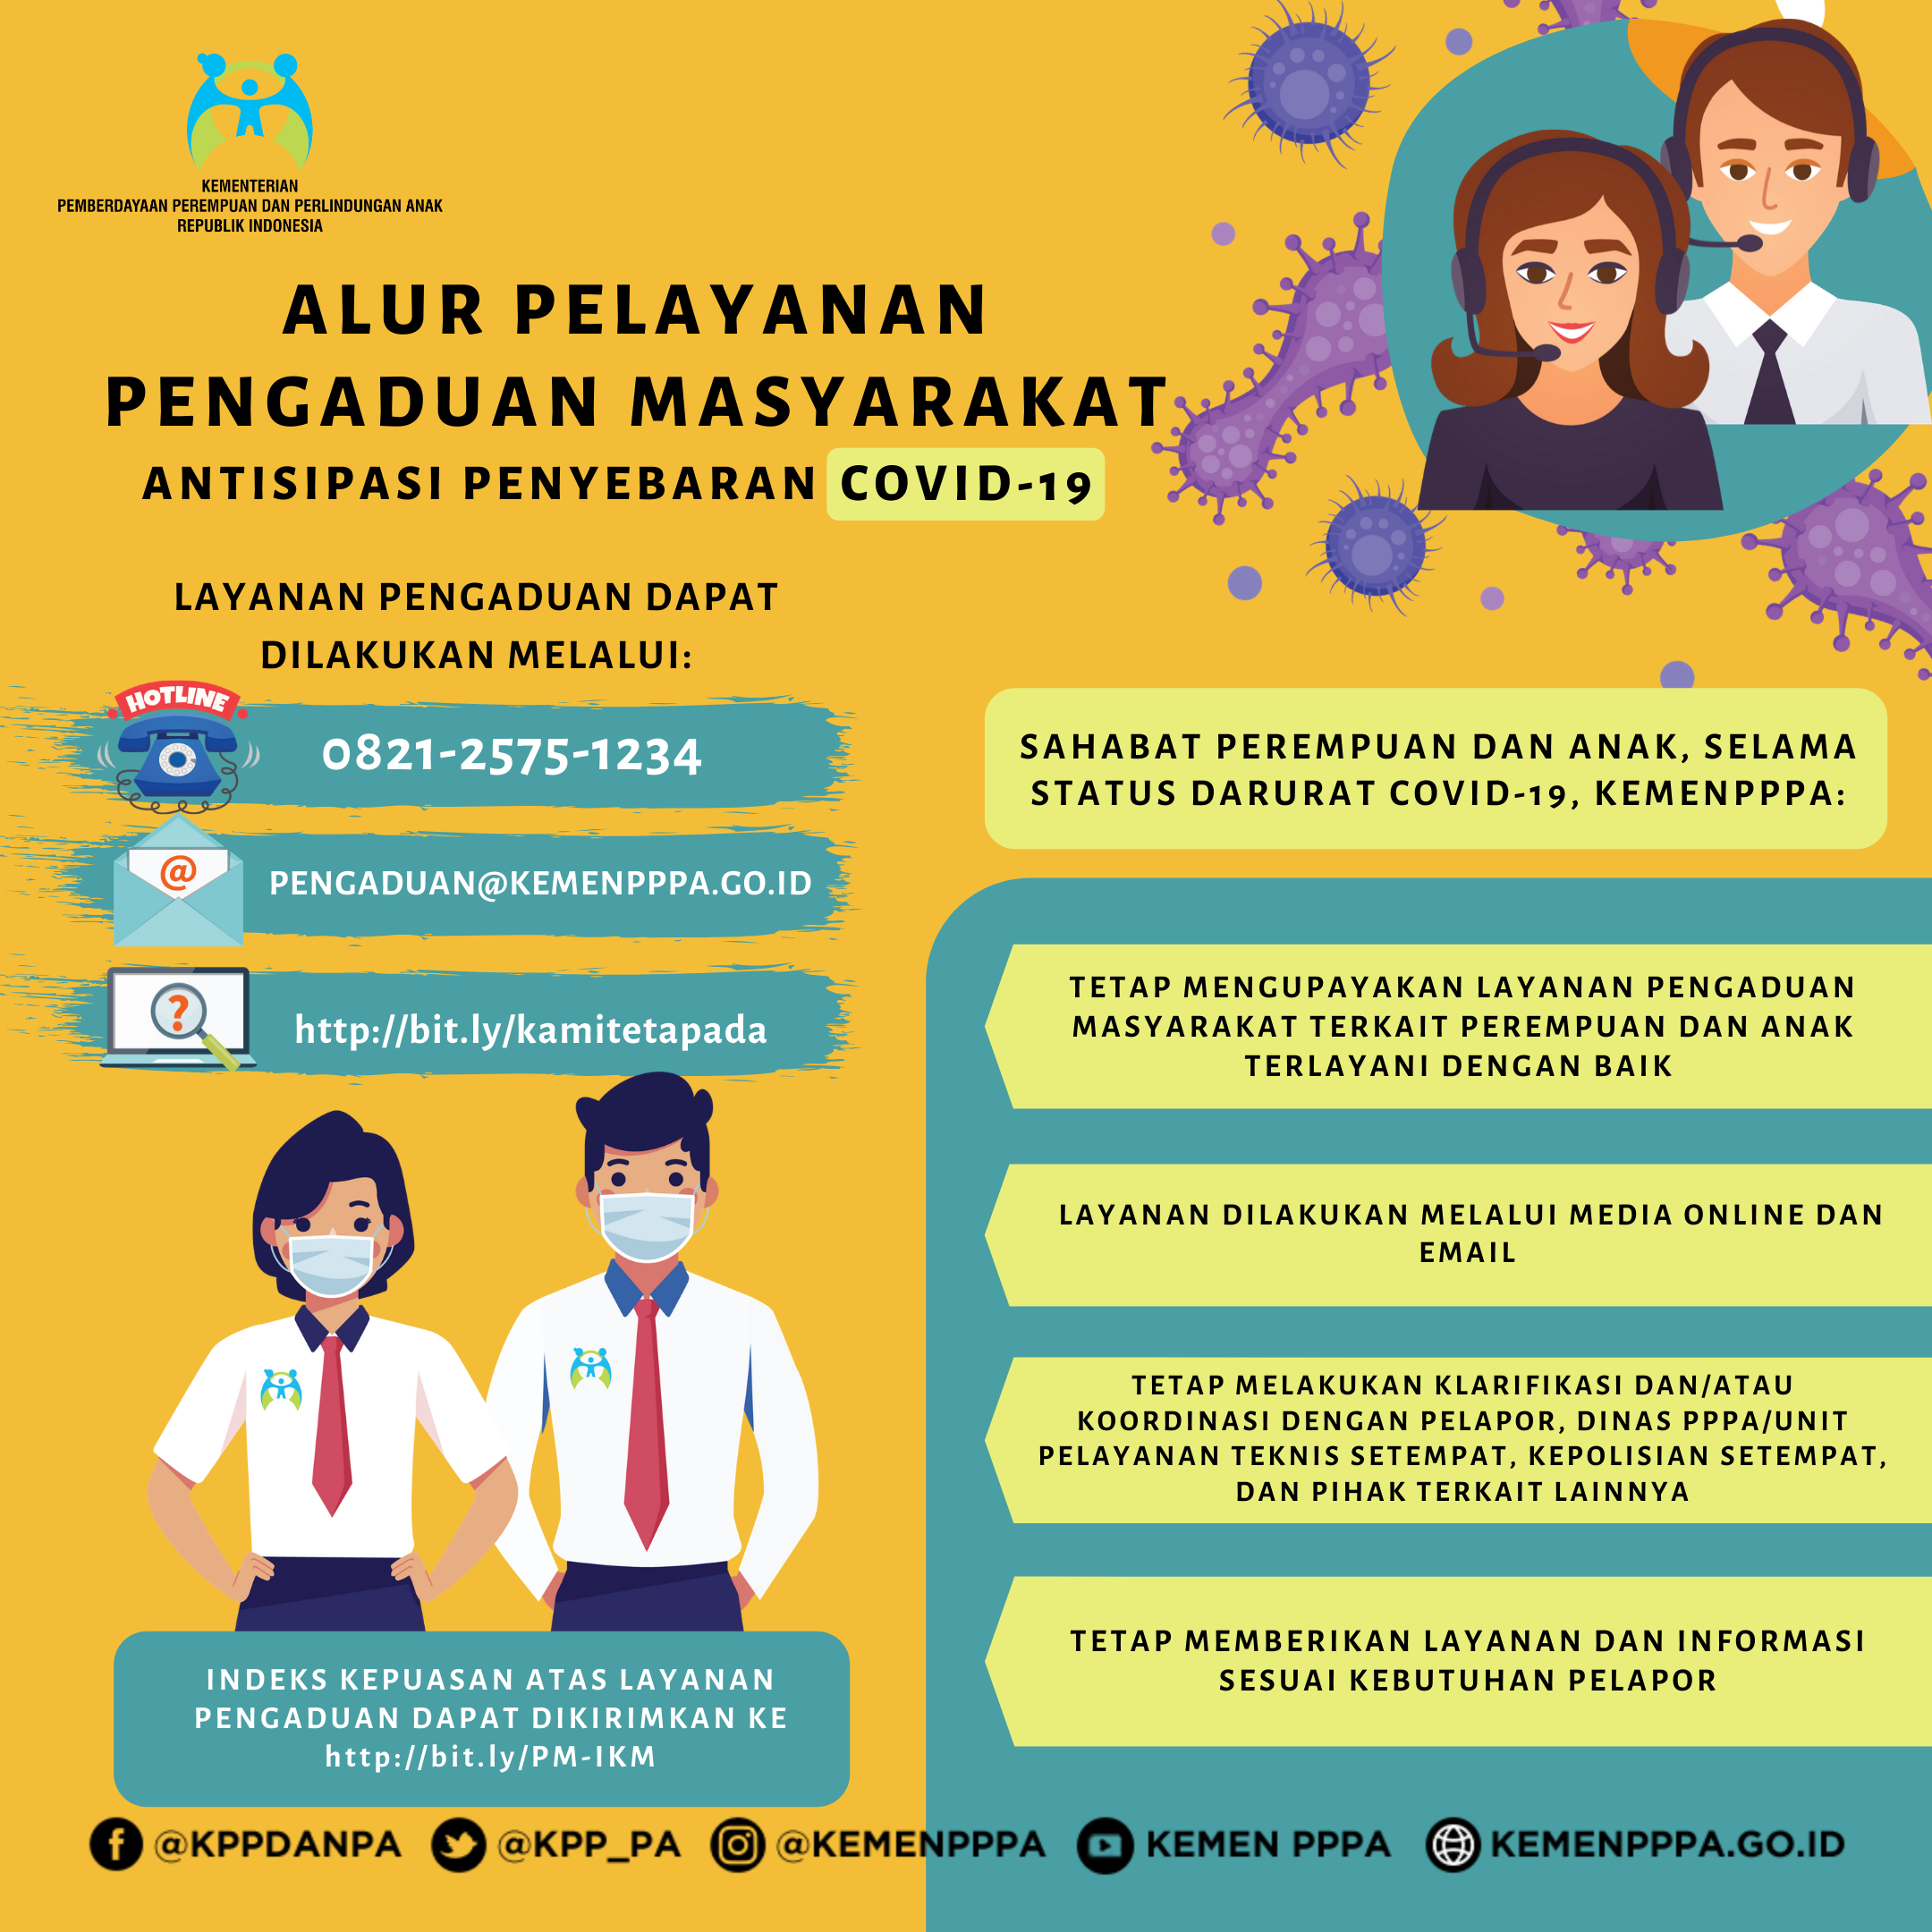 KEMENTERIAN
PEMBERDAYAAN PEREMPUAN DAN PERLINDUNGAN ANAK
REPUBLIK INDONESIA
ALUR PELAYANAN
PENGADUAN MASYARAKAT
ANTISIPASI PENYEBARAN COVID-19
LAYANAN PENGADUAN DAPAT
DILAKUKAN MELALUI:
HOTLINE
0821-2575-1234
@
PENGADUAN@KEMENPPPA.GO.ID
?
http://bit.ly/kamitetapada
INDEKS KEPUASAN ATAS LAYANAN
PENGADUAN DAPAT DIKIRIMKAN KE
http://bit.ly/PM-IKM
SAHABAT PEREMPUAN DAN ANAK, SELAMA
STATUS DARURAT COVID-19, KEMENPPPA:
TETAP MENGUPAYAKAN LAYANAN PENGADUAN
MASYARAKAT TERKAIT PEREMPUAN DAN ANAK
TERLAYANI DENGAN BAIK
LAYANAN DILAKUKAN MELALUI MEDIA ONLINE DAN
EMAIL
TETAP MELAKUKAN KLARIFIKASI DAN/ATAU
KOORDINASI DENGAN PELAPOR, DINAS PPPA/UNIT
PELAYANAN TEKNIS SETEMPAT, KEPOLISIAN SETEMPAT,
DAN PIHAK TERKAIT LAINNYA
TETAP MEMBERIKAN LAYANAN DAN INFORMASI
SESUAI KEBUTUHAN PELAPOR
@KPPDANPA @KPP_PA @KEMENPPPA KEMEN PPPA KEMENPPPA.GO.ID